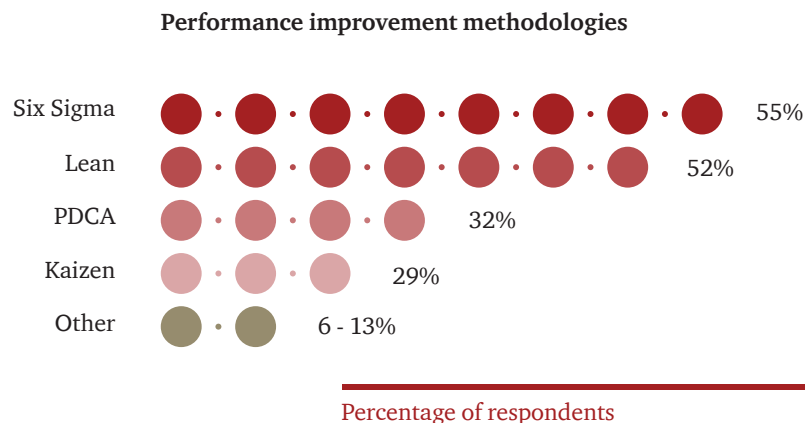 Performance improvement methodologies
Six Sigma 55%
Lean 52%
PDCA 32%
Kaizen 29%
Other 6 - 13%
Percentage of respondents